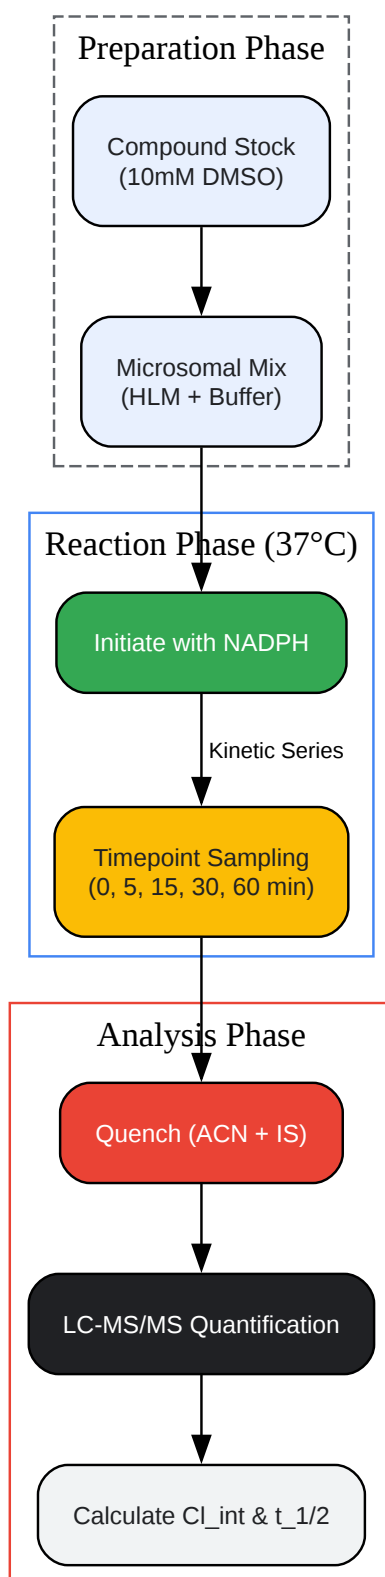 Preparation Phase
Compound Stock
(10mM DMSO)
Microsomal Mix
(HLM + Buffer)
Reaction Phase (37°C)
Initiate with NADPH
Kinetic Series
Timepoint Sampling
(0, 5, 15, 30, 60 min)
Analysis Phase
Quench (ACN + IS)
LC-MS/MS Quantification
Calculate Cl_int & t_1/2